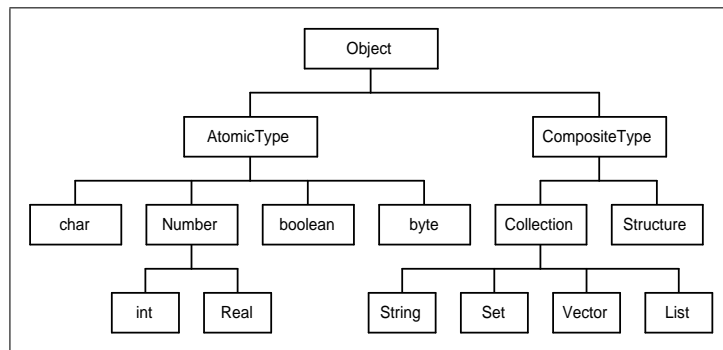 Object
AtomicType
CompositeType
char
Number
boolean
byte
Collection
Structure
int
Real
String
Set
Vector
List